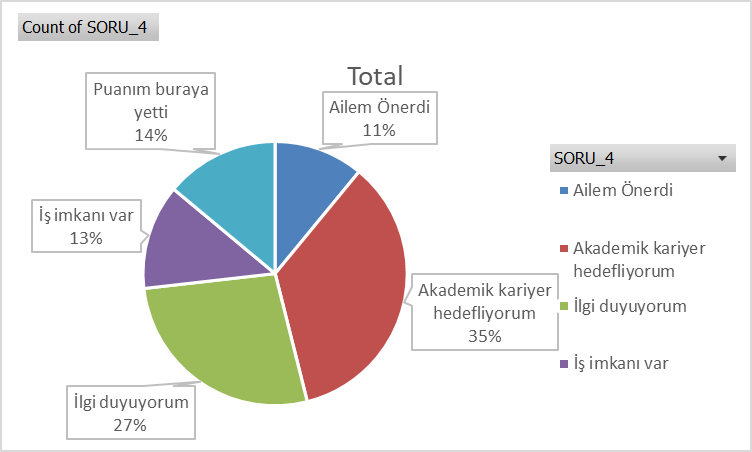 Count of SORU_4
Total
Puanım buraya
yetti
14%
Ailem Önerdi
11%
İş imkanı var
13%
Akademik kariyer
hedefliyorum
35%
İlgi duyuyorum
27%
SORU_4
Ailem Önerdi
Akademik kariyer
hedefliyorum
İlgi duyuyorum
İş imkanı var